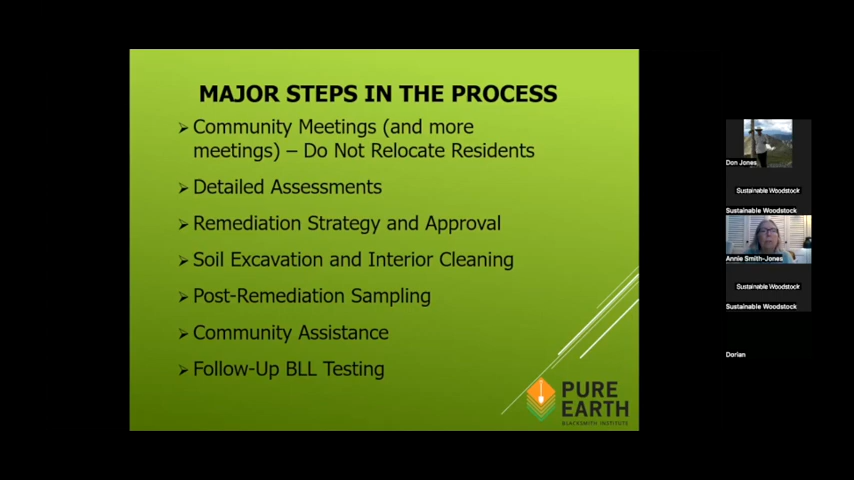 MAJOR STEPS IN THE PROCESS
Community Meetings (and more
meetings) – Do Not Relocate Residents
Detailed Assessments
Remediation Strategy and Approval
Soil Excavation and Interior Cleaning
Post-Remediation Sampling
Community Assistance
Follow-Up BLL Testing
PURE
EARTH
BLACKSMITH INSTITUTE
Don Jones
Sustainable Woodstock
Sustainable Woodstock
Annie Smith-Jones
Sustainable Woodstock
Sustainable Woodstock
Dorian